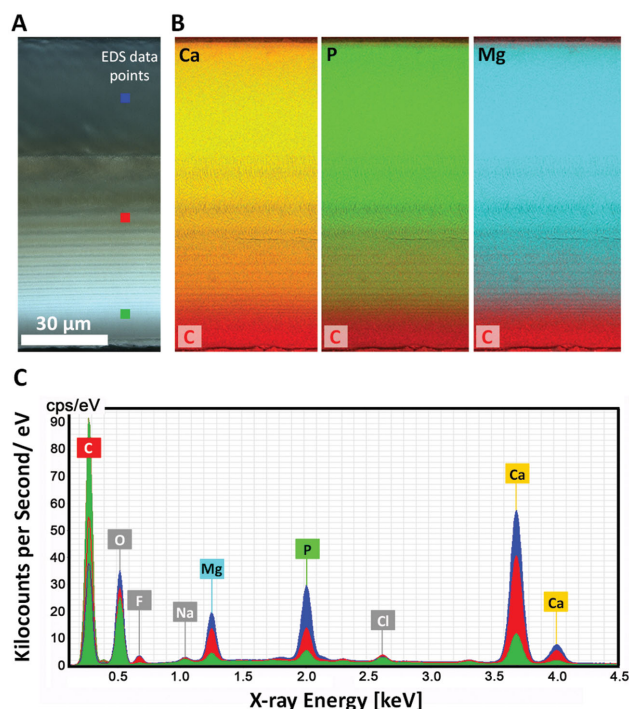 A
B
EDS data
points
30 µm
Ca
P
Mg
C
C
C
C
cps/eV
Kilocounts per Second/ eV
90
80
70
60
50
40
30
20
10
0
C
O
F
Na
Mg
P
Cl
Ca
Ca
0.5
1.0
1.5
2.0
2.5
3.0
3.5
4.0
4.5
X-ray Energy [keV]